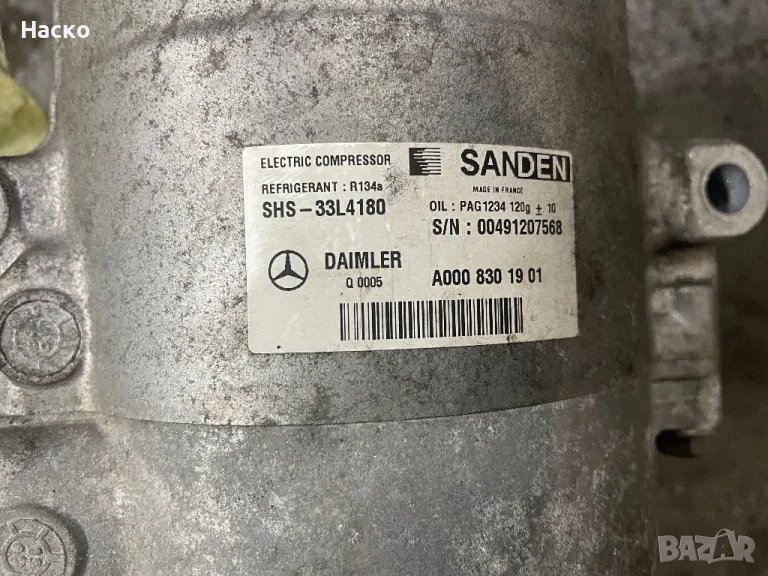 Наско
ELECTRIC COMPRESSOR
SANDEN
REFRIGERANT : R134a
MADE IN FRANCE
SHS-33L4180
OIL : PAG1234 120g ± 10
S/N : 00491207568
DAIMLER
Q 0005
A000 830 19 01
BAZAR